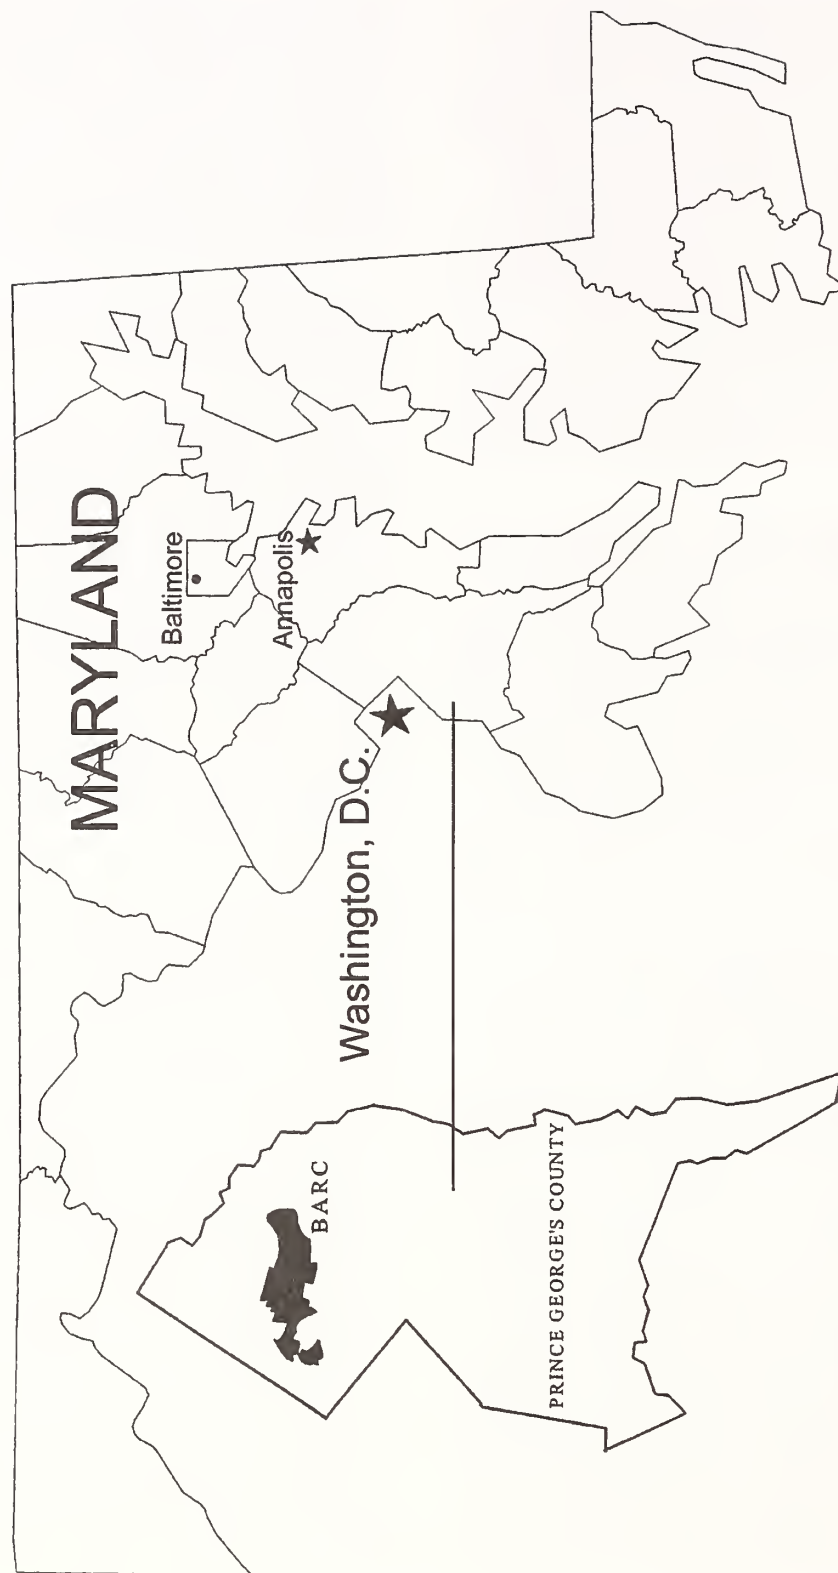 MARYLAND
Baltimore
Annapolis
Washington, D.C.
BARC
PRINCE GEORGE'S COUNTY